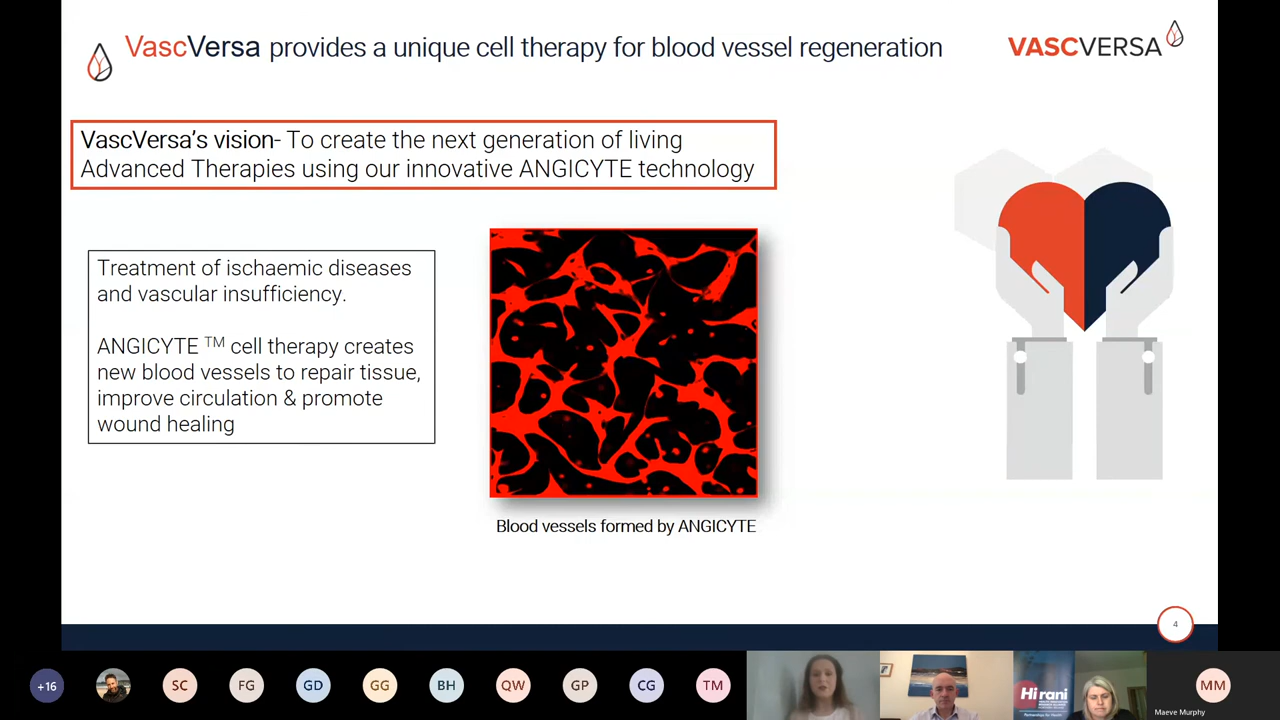 VascVersa provides a unique cell therapy for blood vessel regeneration
VASCVERSA
VascVersa's vision- To create the next generation of living
Advanced Therapies using our innovative ANGICYTE technology
Treatment of ischaemic diseases
and vascular insufficiency.
ANGICYTE TM cell therapy creates
new blood vessels to repair tissue,
improve circulation & promote
wound healing
Blood vessels formed by ANGICYTE
4
+16
SC
FG
GD
GG
BH
QW
GP
CG
TM
Hi rani
MM
Maeve Murphy